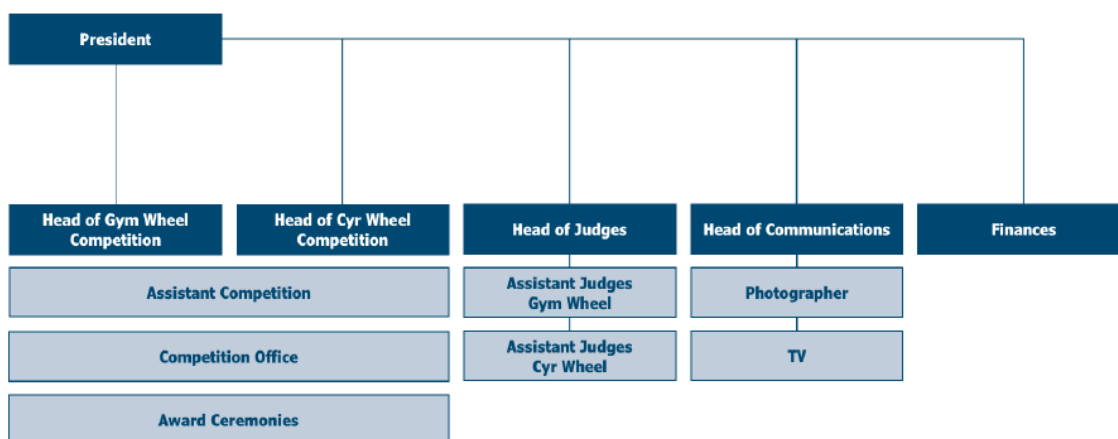 President
Head of Gym Wheel
Competition
Head of Cyr Wheel
Competition
Head of Judges
Head of Communications
Finances
Assistant Competition
Assistant Judges
Gym Wheel
Photographer
Competition Office
Assistant Judges
Cyr Wheel
TV
Award Ceremonies